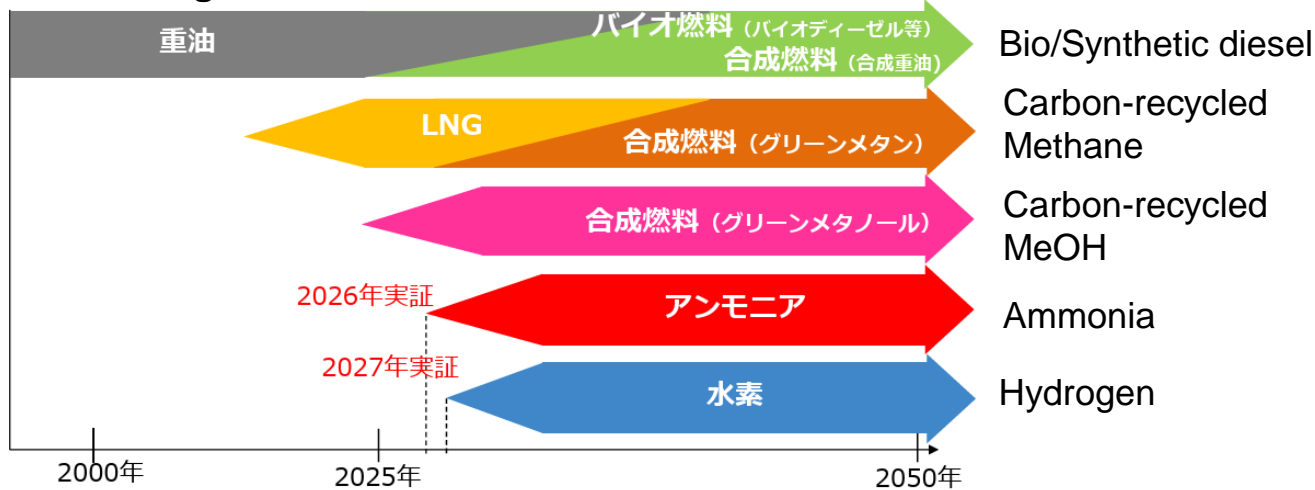 重油
バイオ燃料（バイオディーゼル等）
合成燃料（合成重油）
Bio/Synthetic diesel
LNG
合成燃料（グリーンメタン）
Carbon-recycled
Methane
合成燃料（グリーンメタノール）
Carbon-recycled
MeOH
2026年実証
アンモニア
Ammonia
2027年実証
水素
Hydrogen
2000年
2025年
2050年